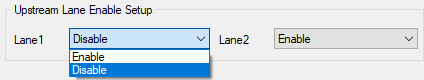 Upstream Lane Enable Setup
Lane1 Disable Lane2 Enable
Enable
Disable